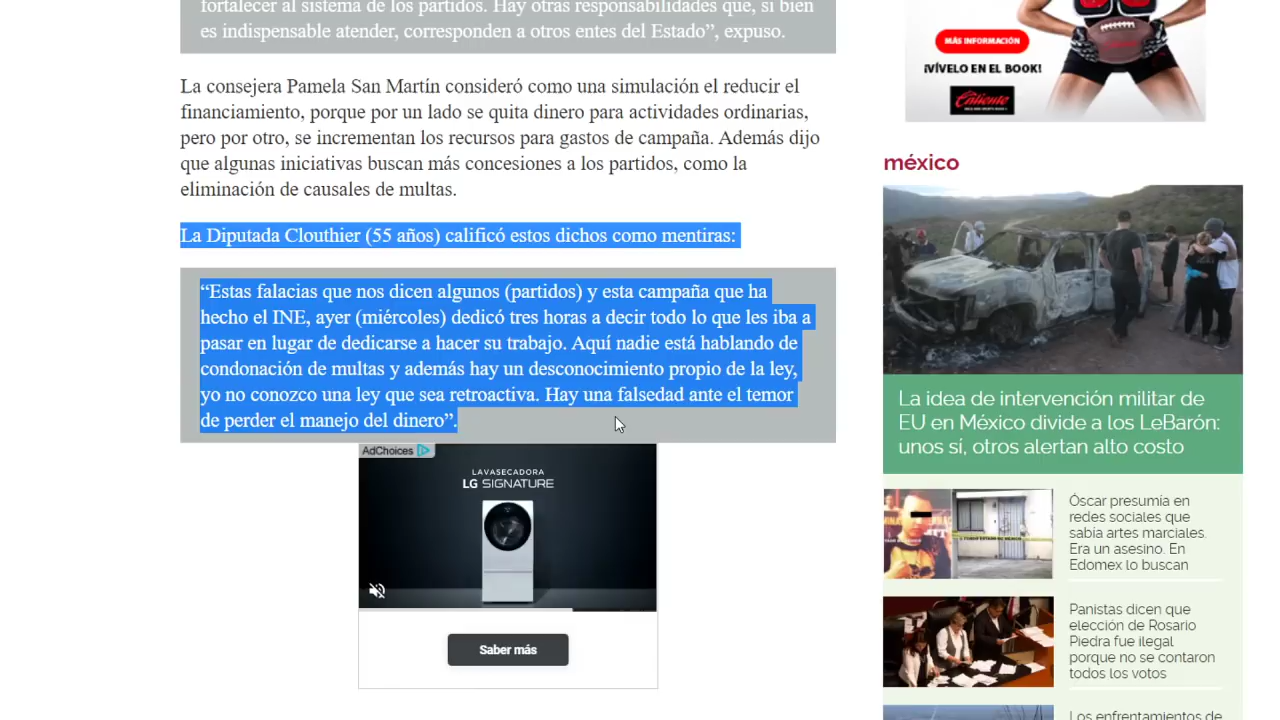 fortalecer al sistema de los partidos. Hay otras responsabilidades que, si bien
es indispensable atender, corresponden a otros entes del Estado”, expuso.
La consejera Pamela San Martín consideró como una simulación el reducir el
financiamiento, porque por un lado se quita dinero para actividades ordinarias,
pero por otro, se incrementan los recursos para gastos de campaña. Además dijo
que algunas iniciativas buscan más concesiones a los partidos, como la
eliminación de causales de multas.
La Diputada Clouthier (55 años) calificó estos dichos como mentiras:
“Estas falacias que nos dicen algunos (partidos) y esta campaña que ha
hecho el INE, ayer (miércoles) dedicó tres horas a decir todo lo que les iba a
pasar en lugar de dedicarse a hacer su trabajo. Aquí nadie está hablando de
condonación de multas y además hay un desconocimiento propio de la ley,
yo no conozco una ley que sea retroactiva. Hay una falsedad ante el temor
de perder el manejo del dinero”.
AdChoices
LAVASECADORA
LG SIGNATURE
Saber más
MÁS INFORMACIÓN
¡VÍVELO EN EL BOOK!
Caliente
méxico
La idea de intervención militar de
EU en México divide a los LeBarón:
unos sí, otros alertan alto costo
Óscar presumía en
redes sociales que
sabía artes marciales.
Era un asesino. En
Edomex lo buscan
Panistas dicen que
elección de Rosario
Piedra fue ilegal
porque no se contaron
todos los votos
Los enfrentamientos de